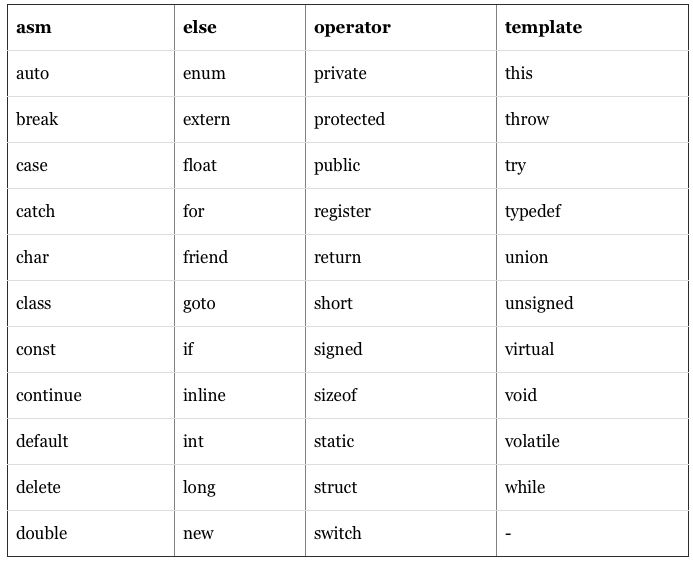 asm else operator template
auto enum private this
break extern protected throw
case float public try
catch for register typedef
char friend return union
class goto short unsigned
const if signed virtual
continue inline sizeof void
default int static volatile
delete long struct while
double new switch -